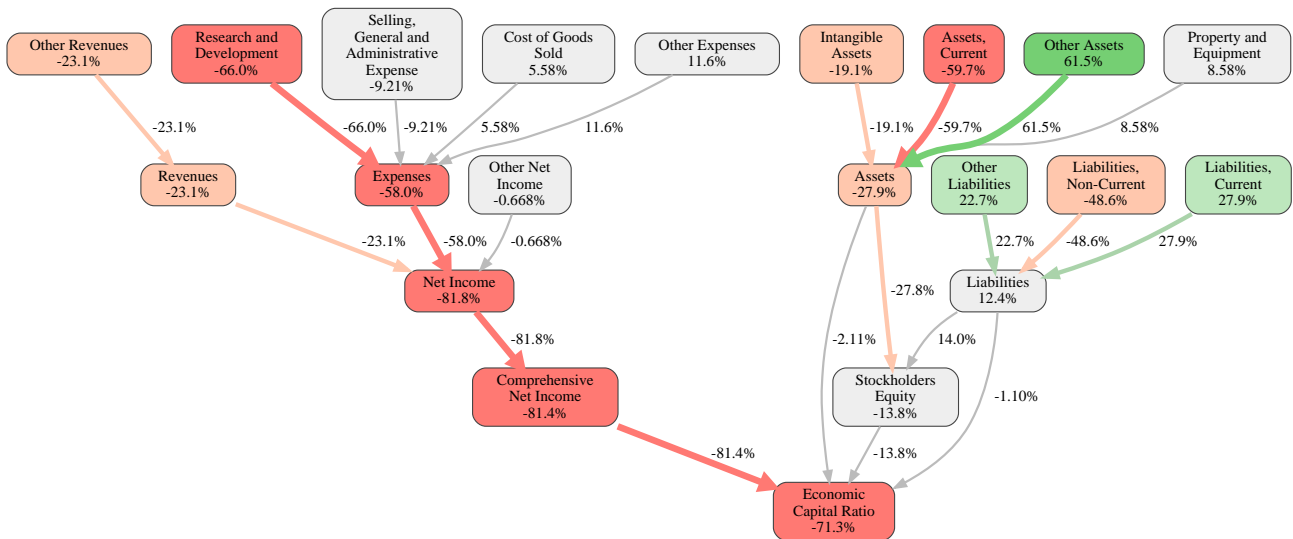 Other Revenues
-23.1%
Research and
Development
-66.0%
Selling,
General and
Administrative
Expense
-9.21%
Cost of Goods
Sold
5.58%
Other Expenses
11.6%
Intangible
Assets
-19.1%
Assets,
Current
-59.7%
Other Assets
61.5%
Property and
Equipment
8.58%
-23.1%
-66.0%
-9.21%
5.58%
11.6%
-19.1%
-59.7%
61.5%
8.58%
Revenues
-23.1%
Expenses
-58.0%
Other Net
Income
-0.668%
Assets
-27.9%
Other
Liabilities
22.7%
Liabilities,
Non-Current
-48.6%
Liabilities,
Current
27.9%
-23.1%
-58.0%
-0.668%
22.7%
-48.6%
27.9%
Net Income
-81.8%
-27.8%
Liabilities
12.4%
-81.8%
-2.11%
14.0%
Comprehensive
Net Income
-81.4%
Stockholders
Equity
-13.8%
-1.10%
-81.4%
-13.8%
Economic
Capital Ratio
-71.3%